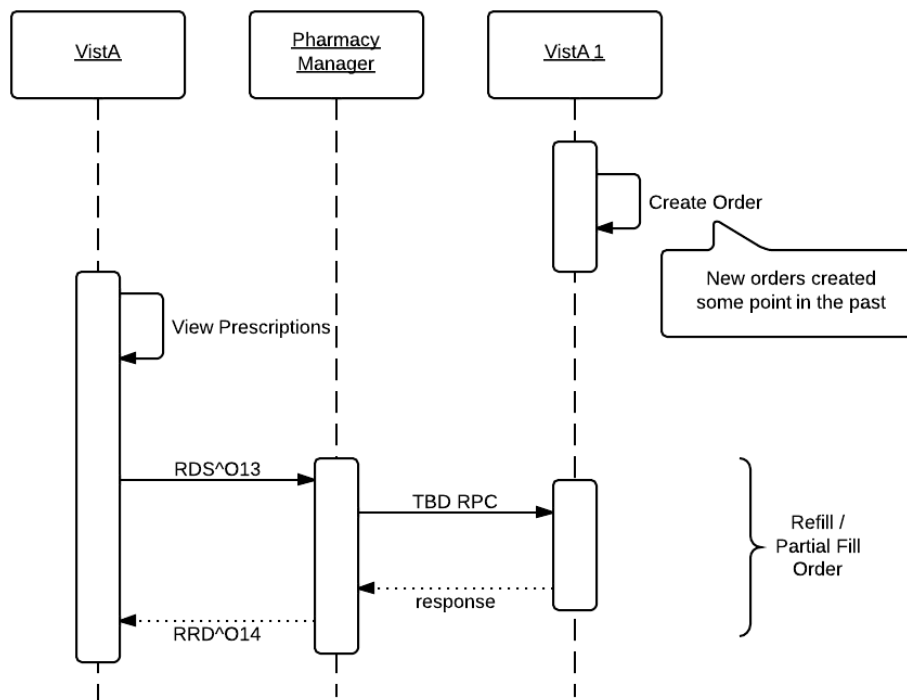 VistA
Pharmacy
Manager
VistA 1
Create Order
New orders created
some point in the past
View Prescriptions
RDS^O13
TBD RPC
Refill /
Partial Fill
Order
response
RRD^O14